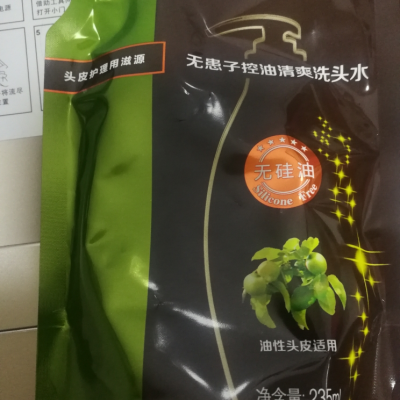 头皮护理用滋源
无患子控油清爽洗头水
无硅油
Silicone Free
油性头皮适用
净含量: 235ml
5